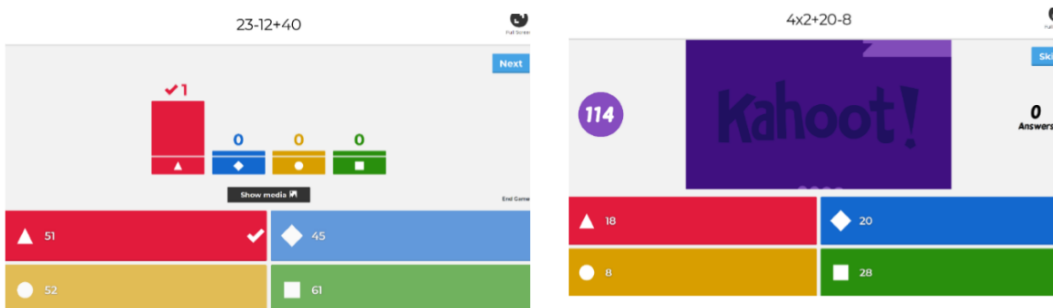 23-12+40
Full Screen
Next
1
0
0
0
Show media
End Game
51
45
52
61
4x2+20-8
Ski
114
Kahoot!
0
Answers
18
20
8
28